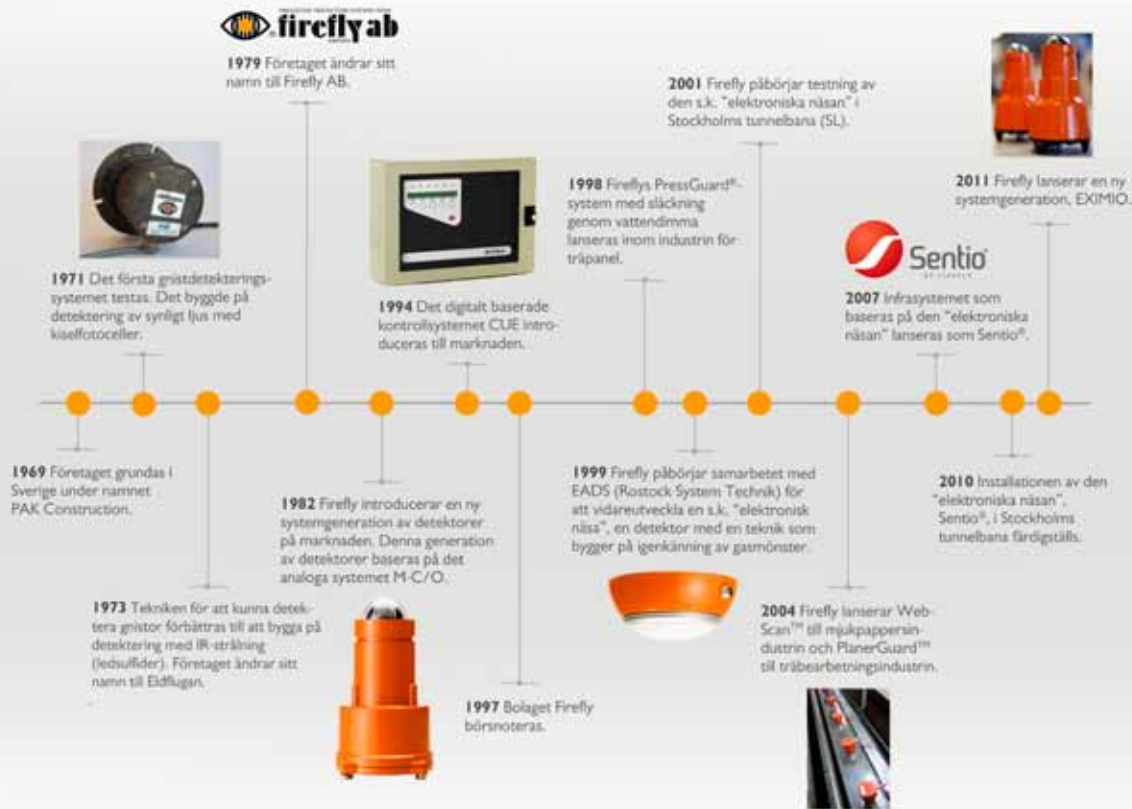 firefly ab
1979 Företaget ändrar sitt
namn till Firefly AB.
1971 Det första gnistdetekterings-
systemet testas. Det byggde på
detektering av synligt ljus med
kiselfotoceller.
1994 Det digitalt baserade
kontrollsystemet CUE intro-
duceras till marknaden.
1998 Fireflys PressGuard®-
system med släckning
genom vattendimma
lanseras inom industrin för
träpanel.
2001 Firefly påbörjar testning av
den s.k. "elektroniska näsan" i
Stockholms tunnelbana (SL).
Sentio®
2007 Infrasystemet som
baseras på den "elektroniska
näsan" lanseras som Sentio®.
2011 Firefly lanserar en ny
systemgeneration, EXIMIO.
1969 Företaget grundas i
Sverige under namnet
PAK Construction.
1973 Tekniken för att kunna detek-
tera gnistor förbättras till att bygga på
detektering med IR-strålning
(ledsulfider). Företaget ändrar sitt
namn till Eldflugan.
1982 Firefly introducerar en ny
systemgeneration av detektorer
på marknaden. Denna generation
av detektorer baseras på det
analoga systemet M-C/O.
1997 Bolaget Firefly
börsnoteras.
1999 Firefly påbörjar samarbetet med
EADS (Rostock System Technik) för
att vidareutveckla en s.k. "elektronisk
näsa", en detektor med en teknik som
bygger på igenkänning av gasmönster.
2004 Firefly lanserar Web-
Scan™ till mjukpappersin-
dustrin och PlanerGuard™
till träbearbetningsindustrin.
2010 Installationen av den
"elektroniska näsan",
Sentio®, i Stockholms
tunnelbana färdigställs.